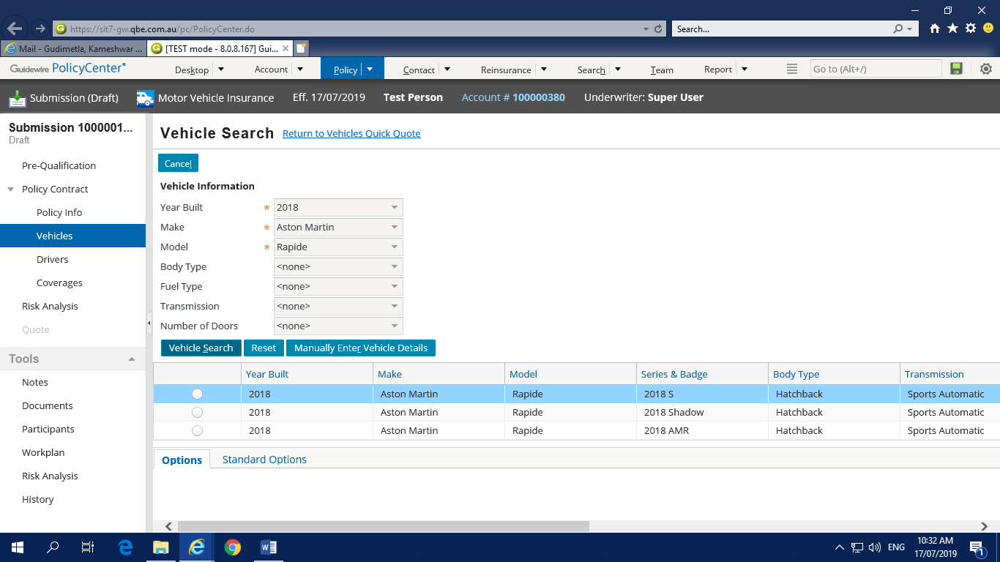 https://sit7-gw.qbe.com.au/pc/PolicyCenter.do
Search...
Mail - Gudimetla, Kameshwar ...
[TEST mode - 8.0.8.167] Gui...
Guidewire PolicyCenter
Desktop
Account
Policy
Contact
Reinsurance
Search
Team
Report
Go to (Alt+/)
Submission (Draft)
Motor Vehicle Insurance
Eff. 17/07/2019
Test Person
Account # 100000380
Underwriter: Super User
Submission 1000001...
Draft
Pre-Qualification
Policy Contract
Policy Info
Vehicles
Drivers
Coverages
Risk Analysis
Quote
Tools
Notes
Documents
Participants
Workplan
Risk Analysis
History
Vehicle Search Return to Vehicles Quick Quote
Cancel
Vehicle Information
Year Built * 2018
Make * Aston Martin
Model * Rapide
Body Type <none>
Fuel Type <none>
Transmission <none>
Number of Doors <none>
Vehicle Search Reset Manually Enter Vehicle Details
Year Built Make Model Series & Badge Body Type Transmission
2018 Aston Martin Rapide 2018 S Hatchback Sports Automatic
2018 Aston Martin Rapide 2018 Shadow Hatchback Sports Automatic
2018 Aston Martin Rapide 2018 AMR Hatchback Sports Automatic
Options Standard Options
ENG
10:32 AM
17/07/2019
1